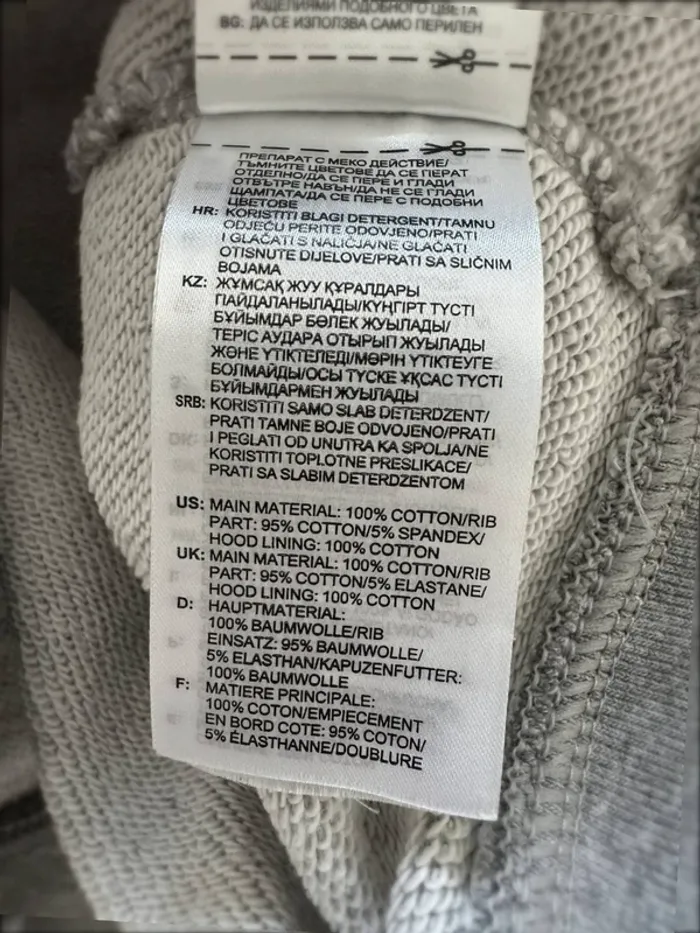 ИЗДЕЛИЯМИ ПОДОБНОГО ЦВЕТА
BG: ДА СЕ ИЗПОЛЗВА САМО ПЕРИЛЕН
ПРЕПАРАТ С МЕКО ДЕЙСТВИЕ/
ТЪМНИТЕ ЦВЕТОВЕ ДА СЕ ПЕРАТ
ОТДЕЛНО/ДА СЕ ПЕРЕ И ГЛАДИ
ОТВЪТРЕ НАВЪН/ДА НЕ СЕ ГЛАДИ
ЩАМПАТА/ДА СЕ ПЕРЕ С ПОДОБНИ
ЦВЕТОВЕ
HR: KORISTITI BLAGI DETERGENT/TAMNU
ODJEĆU PERITE ODOVJENO/PRATI
I GLAČATI S NALIČJA/NE GLAČATI
OTISNUTE DIJELOVE/PRATI SA SLIČNIM
BOJAMA
KZ: ЖҰМСАҚ ЖУУ ҚҰРАЛДАРЫ
ПАЙДАЛАНЫЛАДЫ/КҮҢГІРТ ТҮСТІ
БҰЙЫМДАР БӨЛЕК ЖУЫЛАДЫ/
ТЕРІС АУДАРА ОТЫРЫП ЖУЫЛАДЫ
ЖӘНЕ ҮТІКТЕЛЕДІ/МӨРІН ҮТІКТЕУГЕ
БОЛМАЙДЫ/ОСЫ ТҮСКЕ ҰҚСАС ТҮСТІ
БҰЙЫМДАРМЕН ЖУЫЛАДЫ
SRB: KORISTITI SAMO SLAB DETERDZENT/
PRATI TAMNE BOJE ODVOJENO/PRATI
I PEGLATI OD UNUTRA KA SPOLJA/NE
KORISTITI TOPLOTNE PRESLIKACE/
PRATI SA SLABIM DETERDZENTOM
US: MAIN MATERIAL: 100% COTTON/RIB
PART: 95% COTTON/5% SPANDEX/
HOOD LINING: 100% COTTON
UK: MAIN MATERIAL: 100% COTTON/RIB
PART: 95% COTTON/5% ELASTANE/
HOOD LINING: 100% COTTON
D: HAUPTMATERIAL:
100% BAUMWOLLE/RIB
EINSATZ: 95% BAUMWOLLE/
5% ELASTHAN/KAPUZENFUTTER:
100% BAUMWOLLE
F: MATIERE PRINCIPALE:
100% COTON/EMPIECEMENT
EN BORD COTE: 95% COTON/
5% ÉLASTHANNE/DOUBLURE